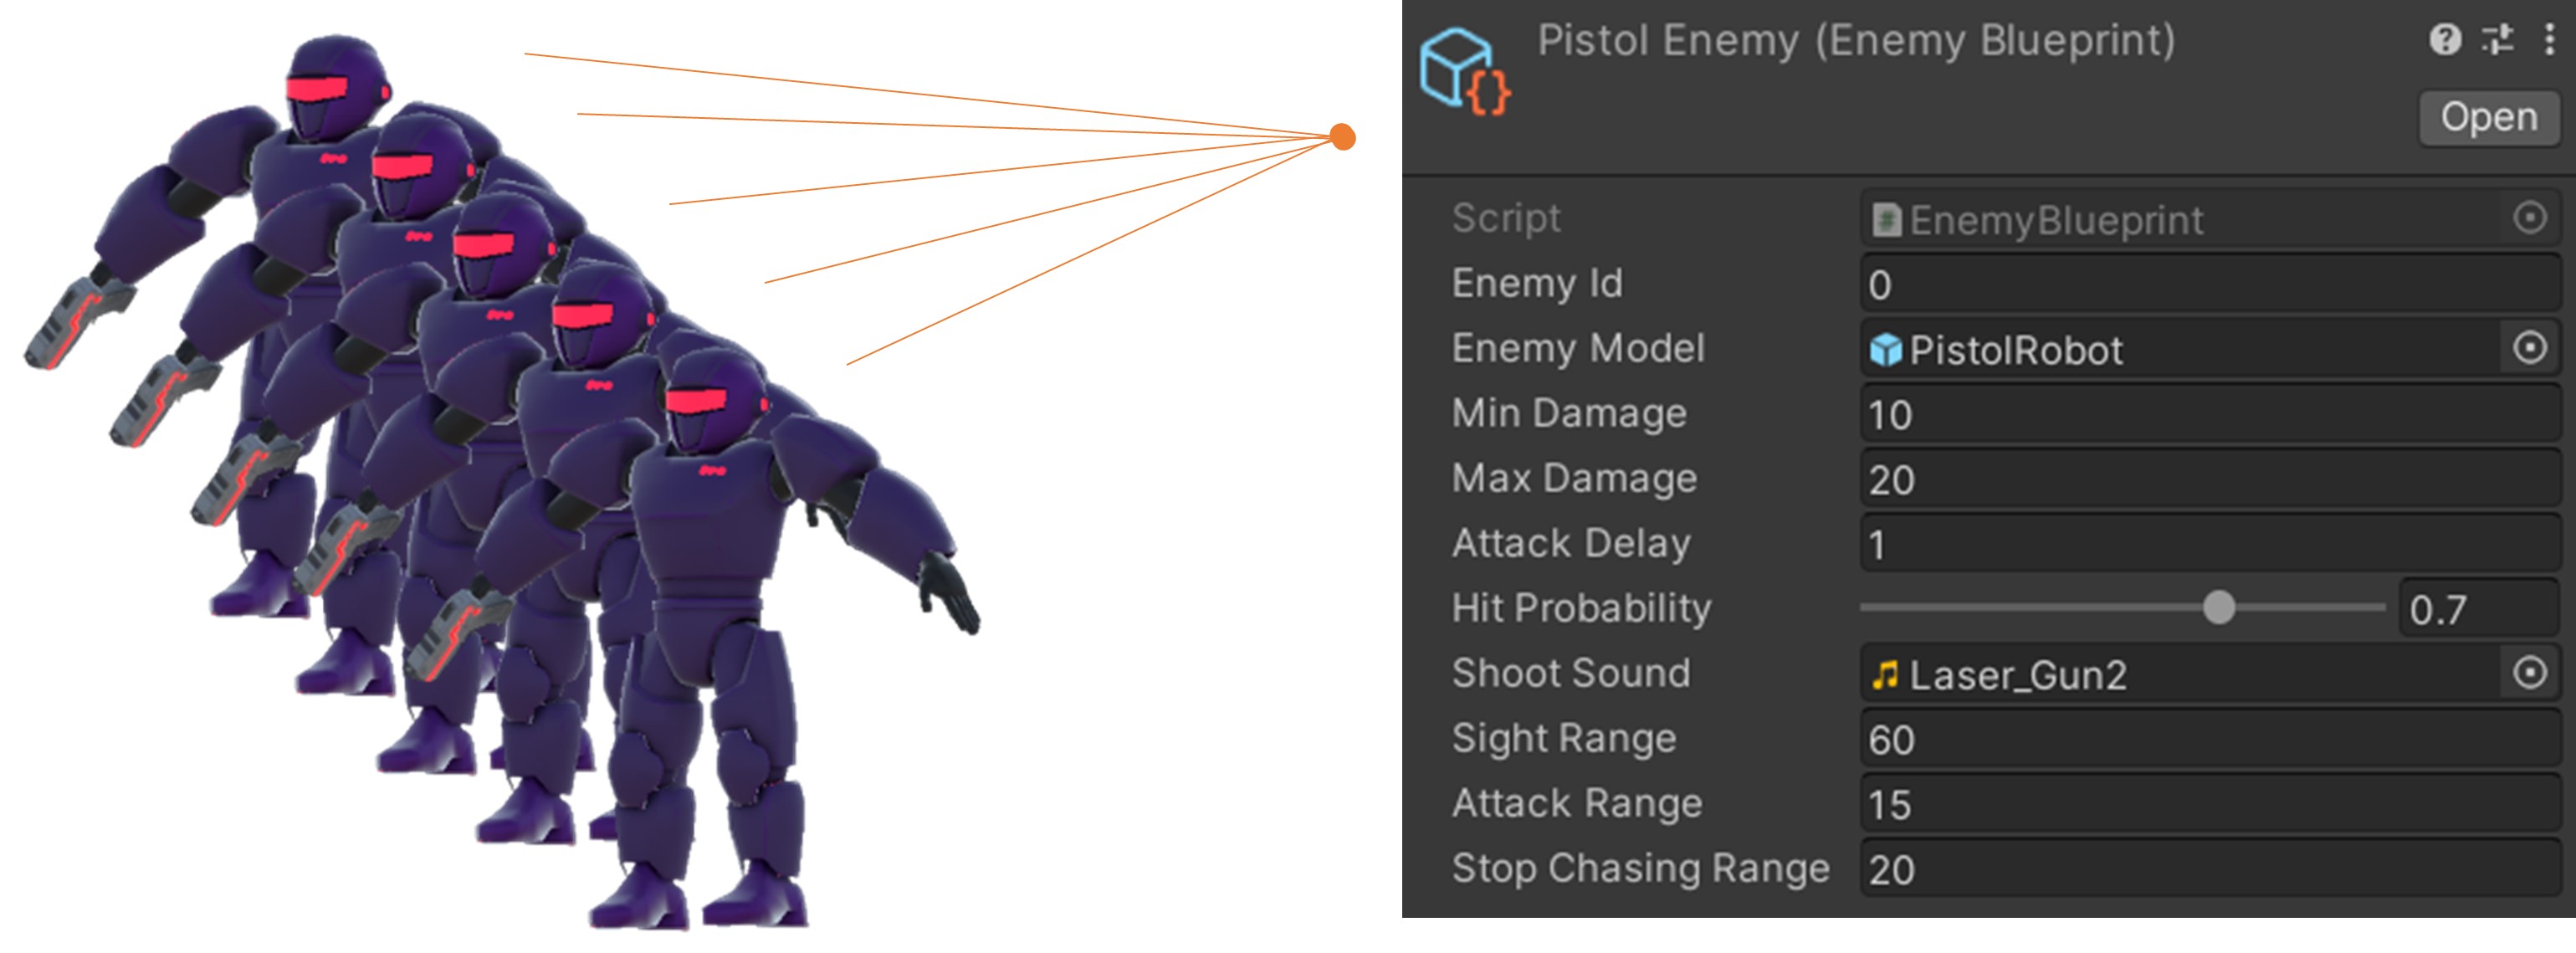 Pistol Enemy (Enemy Blueprint)
Open
Script EnemyBlueprint
Enemy Id 0
Enemy Model PistolRobot
Min Damage 10
Max Damage 20
Attack Delay 1
Hit Probability 0.7
Shoot Sound Laser_Gun2
Sight Range 60
Attack Range 15
Stop Chasing Range 20